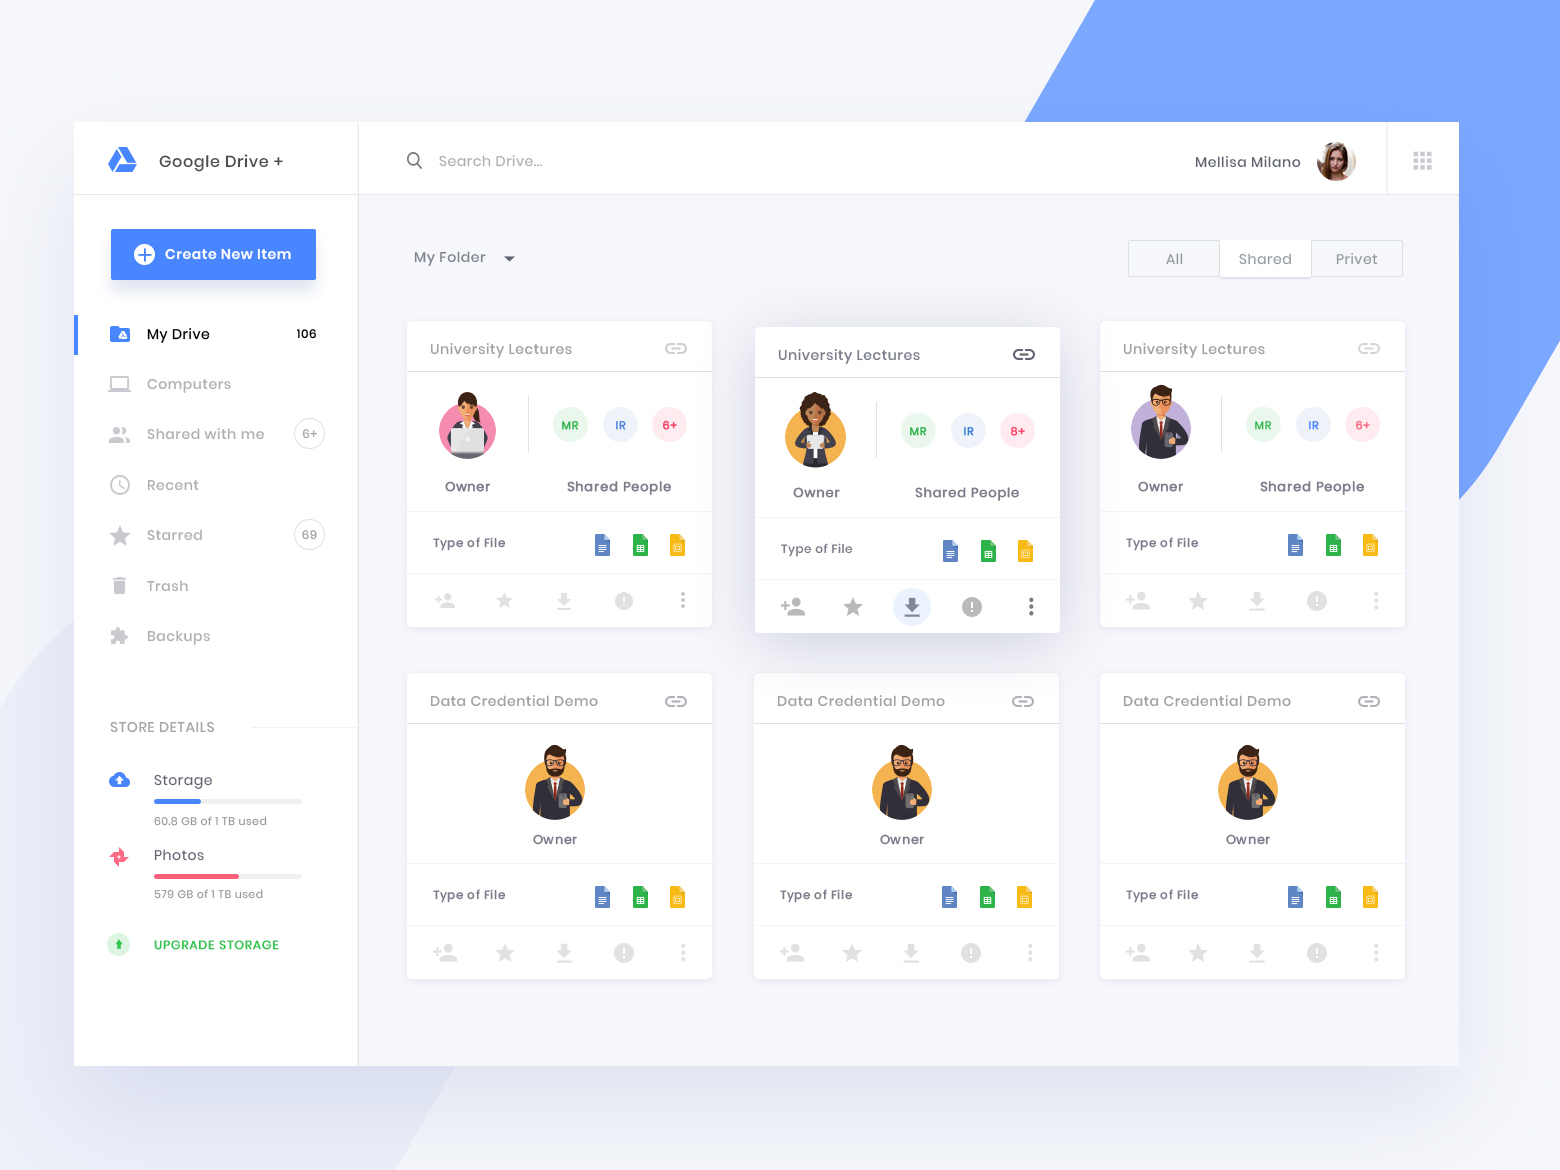 Google Drive +
Search Drive...
Mellisa Milano
Create New Item
My Folder
All
Shared
Privet
My Drive
106
Computers
Shared with me
6+
Recent
Starred
69
Trash
Backups
STORE DETAILS
Storage
60.8 GB of 1 TB used
Photos
579 GB of 1 TB used
UPGRADE STORAGE
University Lectures
MR
IR
6+
Owner
Shared People
Type of File
University Lectures
MR
IR
8+
Owner
Shared People
Type of File
University Lectures
MR
IR
6+
Owner
Shared People
Type of File
Data Credential Demo
Owner
Type of File
Data Credential Demo
Owner
Type of File
Data Credential Demo
Owner
Type of File